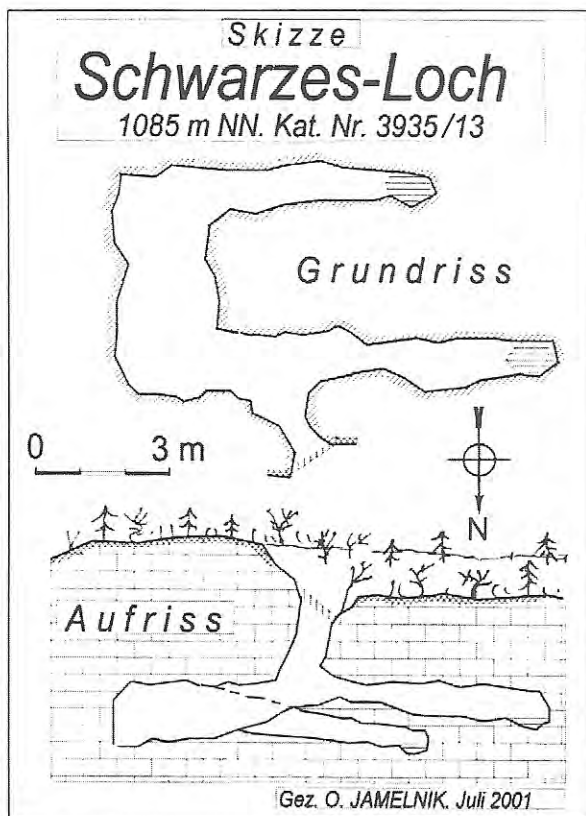 Skizze
Schwarzes-Loch
1085 m NN. Kat. Nr. 3935/13
Grundriss
0 3 m
N
Aufriss
Gez. O. JAMELNIK. Juli 2001